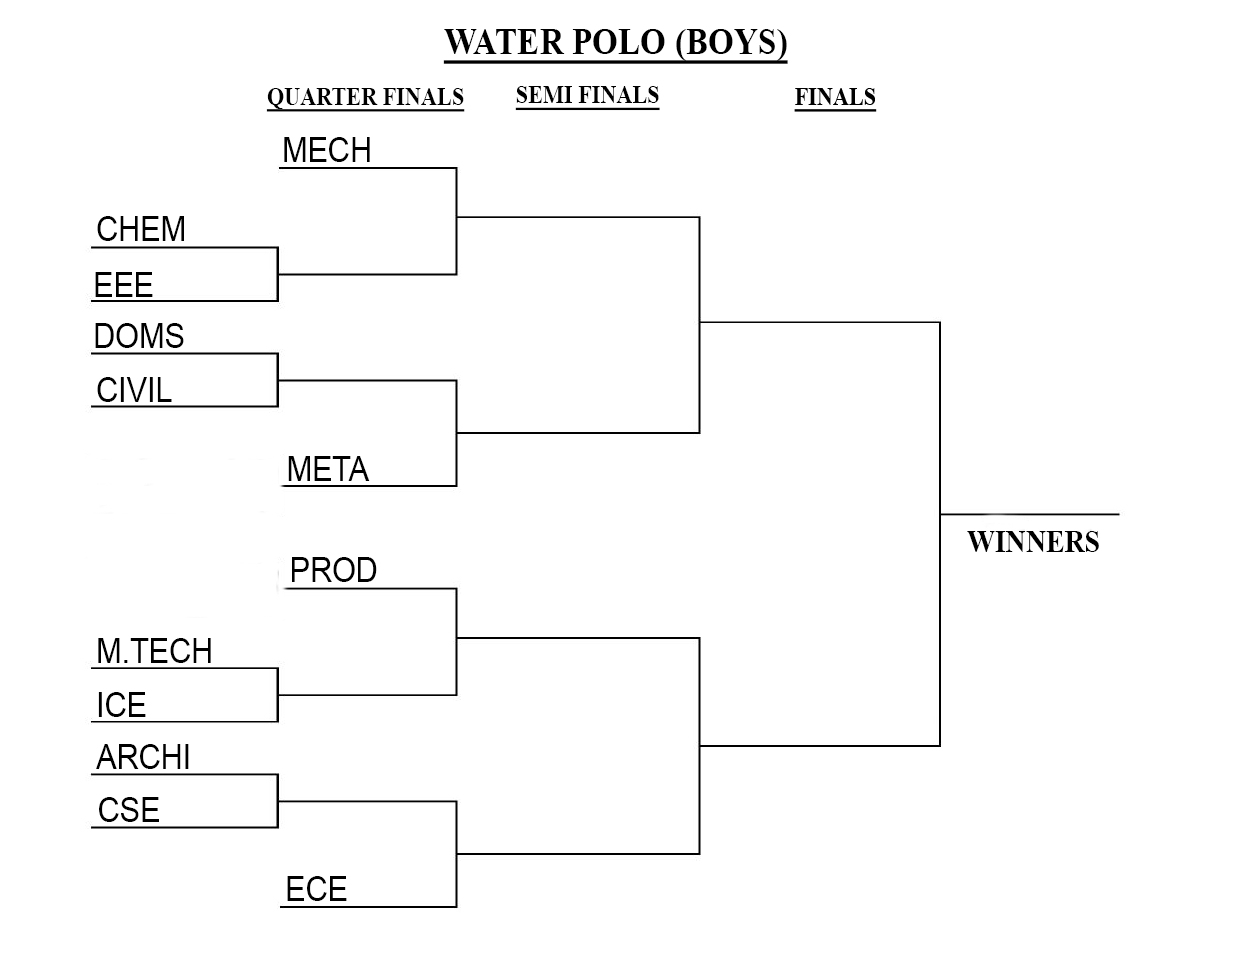 WATER POLO (BOYS)
QUARTER FINALS SEMI FINALS FINALS
MECH
CHEM
EEE
DOMS
CIVIL
META
PROD
WINNERS
M.TECH
ICE
ARCHI
CSE
ECE